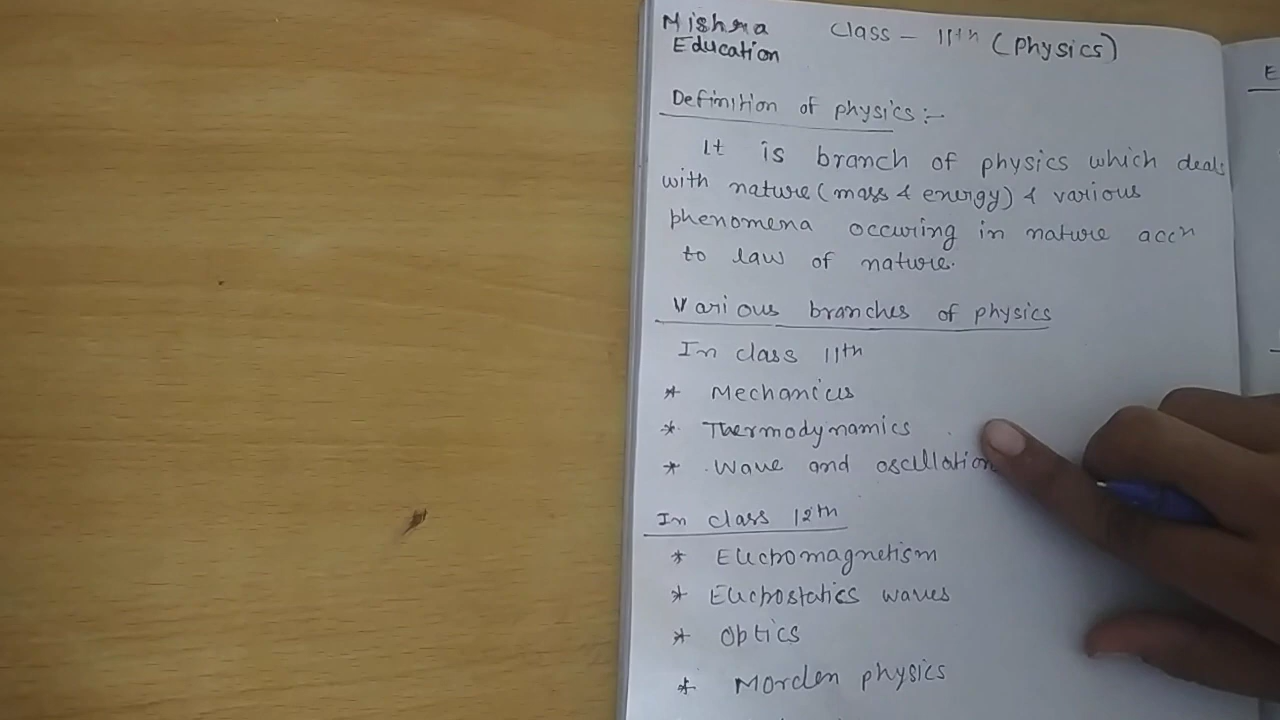 Mishra Class - 11th (Physics)
Education
Definition of physics :-
It is branch of physics which deals
with nature (mass & energy) & various
phenomena occuring in nature accn
to law of nature.
Various branches of physics
In class 11th
* Mechanics
* Thermodynamics
* Wave and oscillation
In class 12th
* Electromagnetism
* Electrostatics waves
* Optics
* Morden physics
E